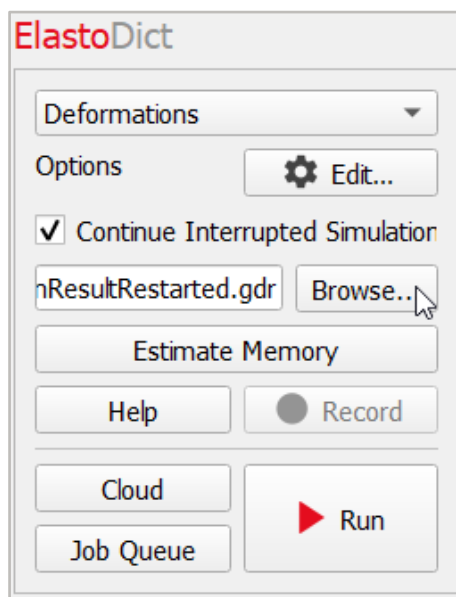 ElastoDict
Deformations
Options
Edit...
Continue Interrupted Simulation
nResultRestarted.gdr
Browse...
Estimate Memory
Help
Record
Cloud
Run
Job Queue